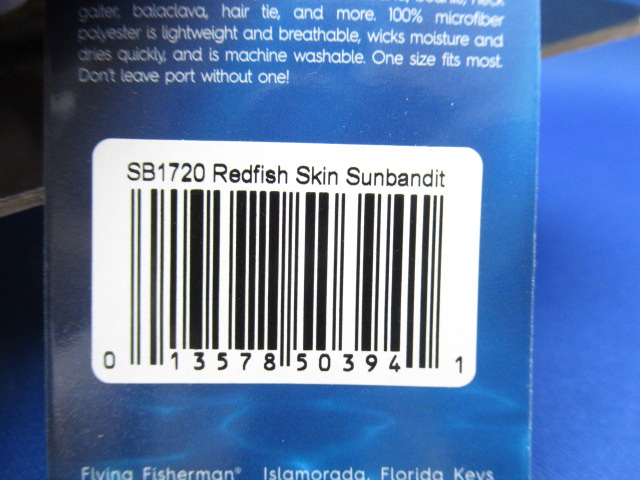 gaiter, balaclava, hair tie, and more. 100% microfiber
polyester is lightweight and breathable, wicks moisture and
dries quickly, and is machine washable. One size fits most.
Don't leave port without one!
SB1720 Redfish Skin Sunbandit
0 13578 50394 1
Flying Fisherman® Islamorada, Florida Keys